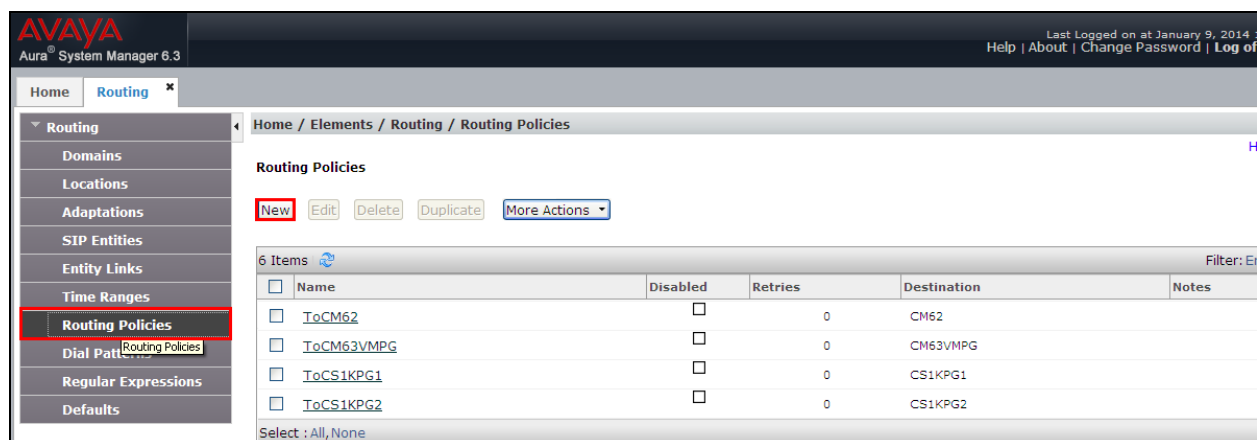 AVAYA
Aura® System Manager 6.3
Last Logged on at January 9, 2014
Help | About | Change Password | Log of
Home
Routing ×
Routing
Domains
Locations
Adaptations
SIP Entities
Entity Links
Time Ranges
Routing Policies
Routing Policies
Dial Patterns
Regular Expressions
Defaults
Home / Elements / Routing / Routing Policies
H
Routing Policies
New Edit Delete Duplicate More Actions
6 Items
Filter: En
Name Disabled Retries Destination Notes
ToCM62 0 CM62
ToCM63VMPG 0 CM63VMPG
ToCS1KPG1 0 CS1KPG1
ToCS1KPG2 0 CS1KPG2
Select : All, None